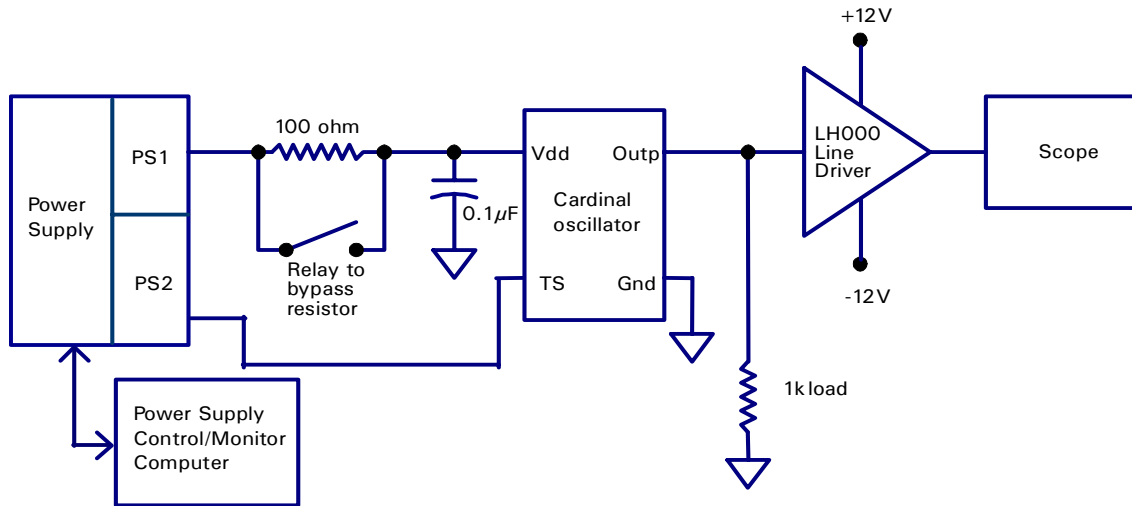 +12V
PS1
100 ohm
Vdd
Outp
LH000
Line
Driver
Scope
Power
Supply
0.1µF
Cardinal
oscillator
PS2
Relay to
bypass
resistor
TS
Gnd
-12V
1k load
Power Supply
Control/Monitor
Computer